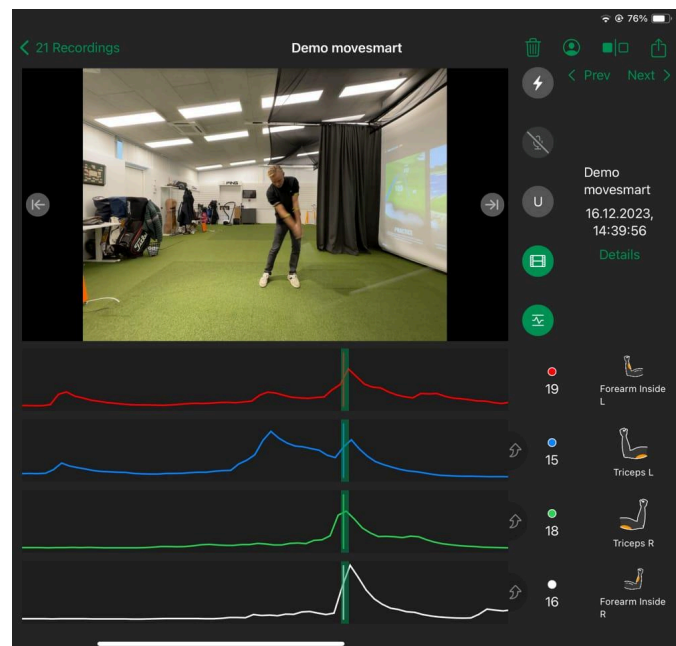 76%
21 Recordings
Demo movesmart
Prev Next
U
Demo
movesmart
16.12.2023,
14:39:56
Details
PING
19
Forearm Inside
L
15
Triceps L
18
Triceps R
16
Forearm Inside
R